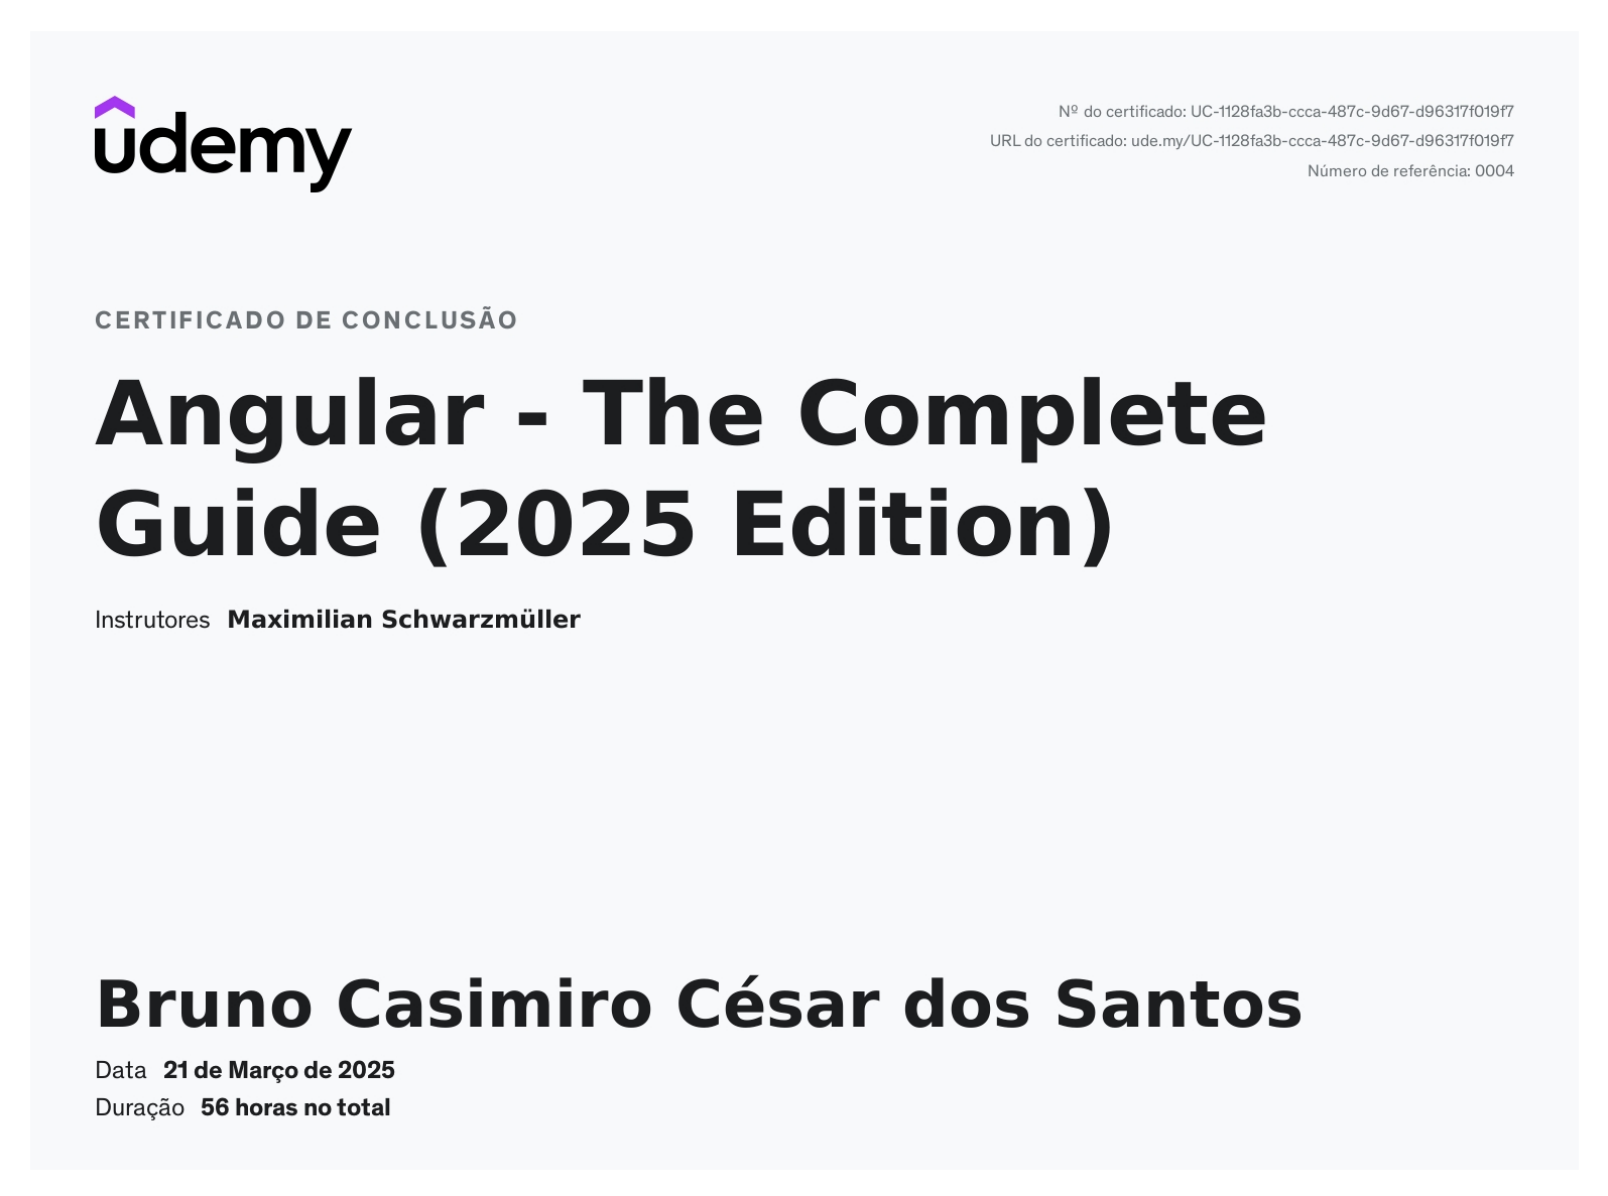 udemy
Nº do certificado: UC-1128fa3b-ccca-487c-9d67-d96317f019f7
URL do certificado: ude.my/UC-1128fa3b-ccca-487c-9d67-d96317f019f7
Número de referência: 0004
CERTIFICADO DE CONCLUSÃO
Angular - The Complete
Guide (2025 Edition)
Instrutores Maximilian Schwarzmüller
Bruno Casimiro César dos Santos
Data 21 de Março de 2025
Duração 56 horas no total